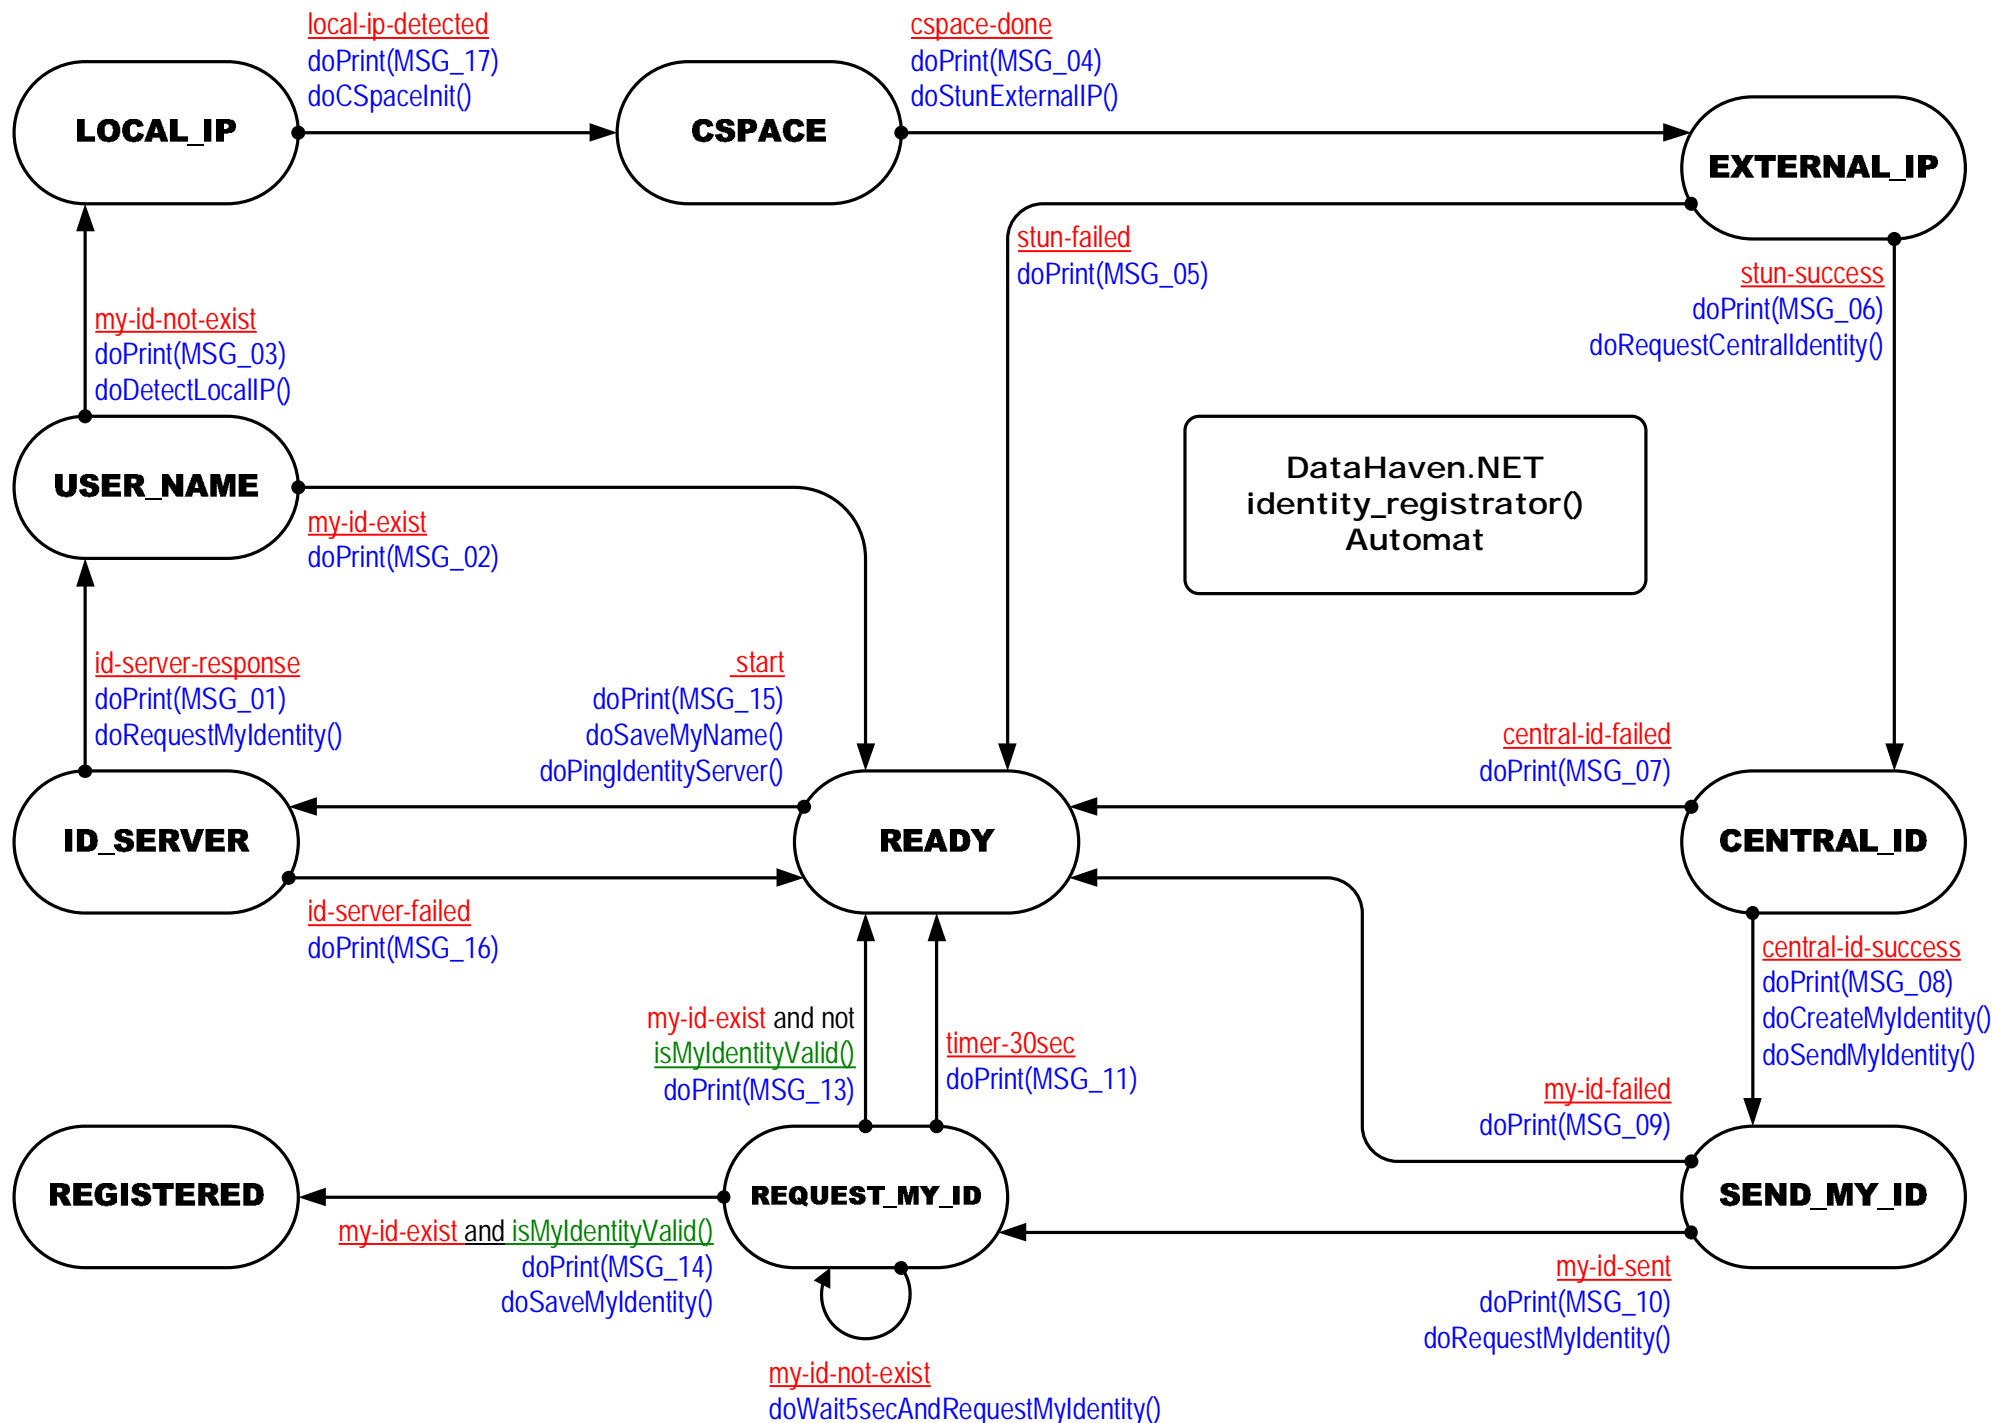 local-ip-detected
doPrint(MSG_17)
doCSpaceInit()
cspace-done
doPrint(MSG_04)
doStunExternalIP()
LOCAL_IP
CSPACE
EXTERNAL_IP
stun-failed
doPrint(MSG_05)
stun-success
doPrint(MSG_06)
doRequestCentralIdentity()
my-id-not-exist
doPrint(MSG_03)
doDetectLocalIP()
USER_NAME
my-id-exist
doPrint(MSG_02)
DataHaven.NET
identity_registrator()
Automat
id-server-response
doPrint(MSG_01)
doRequestMyIdentity()
start
doPrint(MSG_15)
doSaveMyName()
doPingIdentityServer()
central-id-failed
doPrint(MSG_07)
ID_SERVER
READY
CENTRAL_ID
id-server-failed
doPrint(MSG_16)
central-id-success
doPrint(MSG_08)
doCreateMyIdentity()
doSendMyIdentity()
my-id-exist and not
isMyIdentityValid()
doPrint(MSG_13)
timer-30sec
doPrint(MSG_11)
my-id-failed
doPrint(MSG_09)
REGISTERED
REQUEST_MY_ID
SEND_MY_ID
my-id-exist and isMyIdentityValid()
doPrint(MSG_14)
doSaveMyIdentity()
my-id-sent
doPrint(MSG_10)
doRequestMyIdentity()
my-id-not-exist
doWait5secAndRequestMyIdentity()